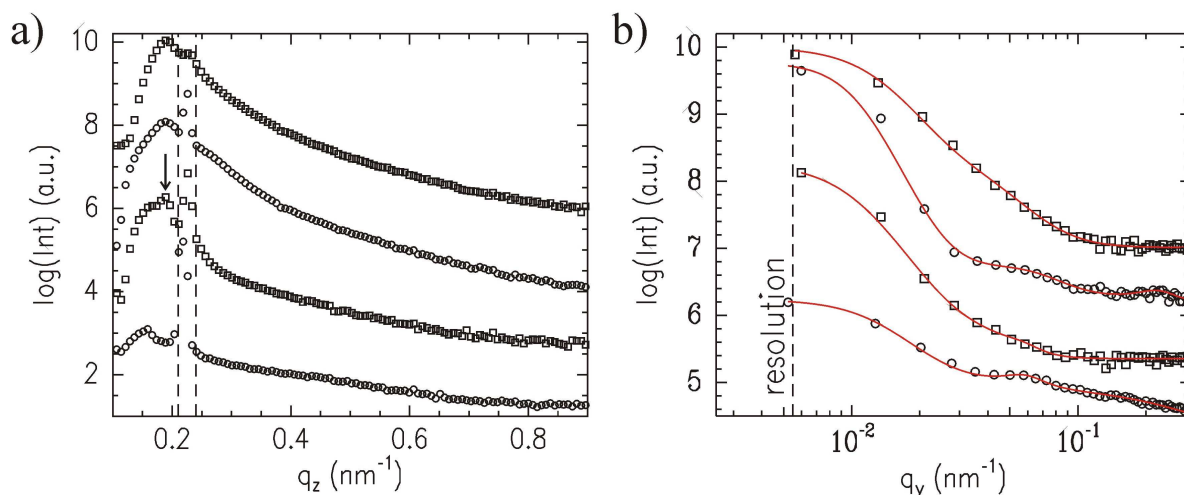 a)
log(Int) (a.u.)
10
8
6
4
2
0.2 0.4 0.6 0.8
q_z (nm⁻¹)
b)
log(Int) (a.u.)
10
9
8
7
6
5
resolution
10⁻² 10⁻¹
q_y (nm⁻¹)